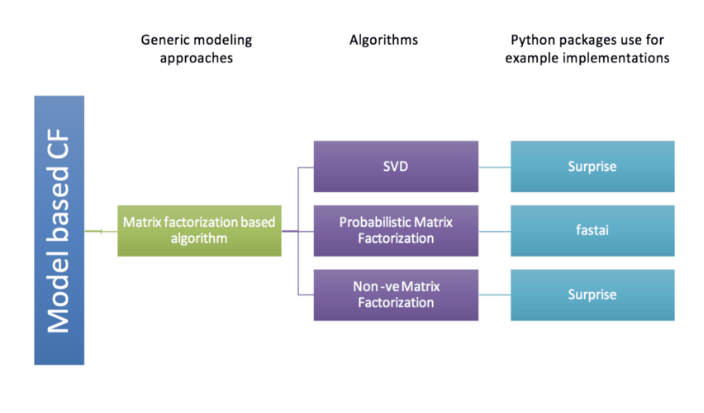 Generic modeling
approaches
Algorithms
Python packages use for
example implementations
Model based CF
Matrix factorization based
algorithm
SVD
Surprise
Probabilistic Matrix
Factorization
fastai
Non -ve Matrix
Factorization
Surprise